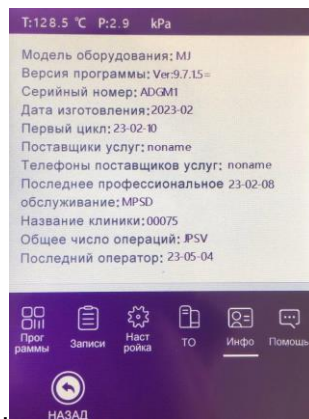 T:128.5 ℃ P:2.9 kPa
Модель оборудования: MJ
Версия программы: Ver:9.7.15=
Серийный номер: ADGM1
Дата изготовления:2023-02
Первый цикл: 23-02-10
Поставщики услуг: noname
Телефоны поставщиков услуг: noname
Последнее профессиональное 23-02-08
обслуживание: MPSD
Название клиники:00075
Общее число операций: JPSV
Последний оператор: 23-05-04
Прог
раммы
Записи
Наст
ройка
ТО
Инфо
Помощь
НАЗАД